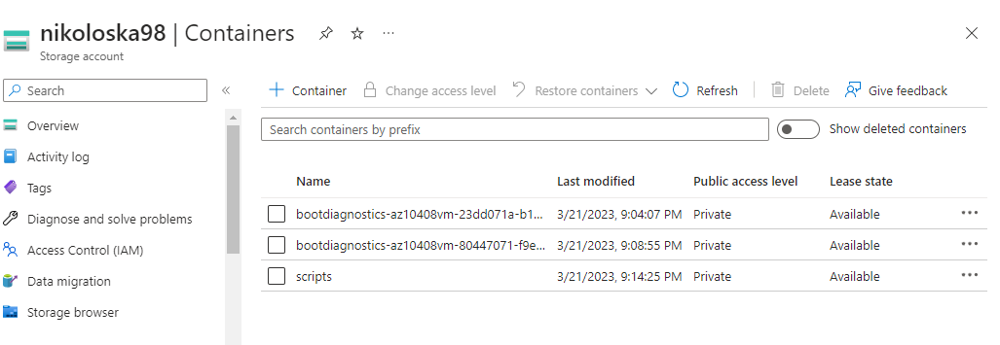 nikoloska98 | Containers ...
Storage account
Search «
+ Container Change access level Restore containers Refresh Delete Give feedback
Search containers by prefix Show deleted containers
Overview
Activity log
Tags
Diagnose and solve problems
Access Control (IAM)
Data migration
Storage browser
Name Last modified Public access level Lease state
bootdiagnostics-az10408vm-23dd071a-b1... 3/21/2023, 9:04:07 PM Private Available ...
bootdiagnostics-az10408vm-80447071-f9e... 3/21/2023, 9:08:55 PM Private Available ...
scripts 3/21/2023, 9:14:25 PM Private Available ...